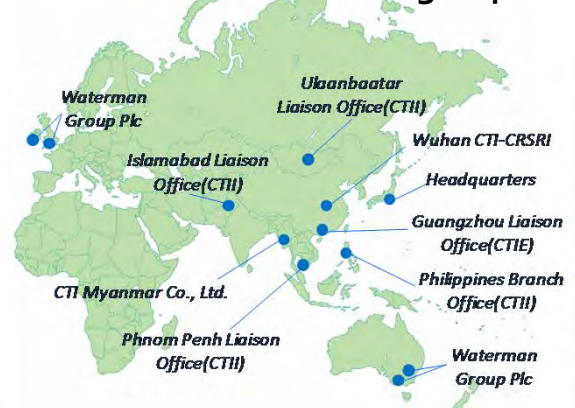 Waterman
Group Plc
Ulaanbaatar
Liaison Office(CTII)
Wuhan CTI-CRSRI
Islamabad Liaison
Office(CTII)
Headquarters
Guangzhou Liaison
Office(CTIE)
CTI Myanmar Co., Ltd.
Philippines Branch
Office(CTII)
Phnom Penh Liaison
Office(CTII)
Waterman
Group Plc